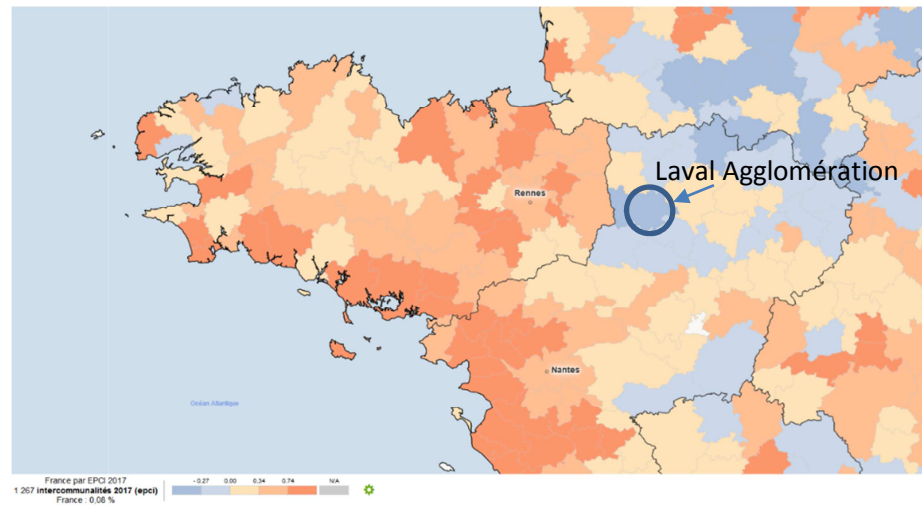 Laval Agglomération
Rennes
Nantes
Océan Atlantique
France par EPCI 2017
1 267 intercommunalités 2017 (epci)
France : 0,08 %
- 0.27 0.00 0.34 0.74 N/A